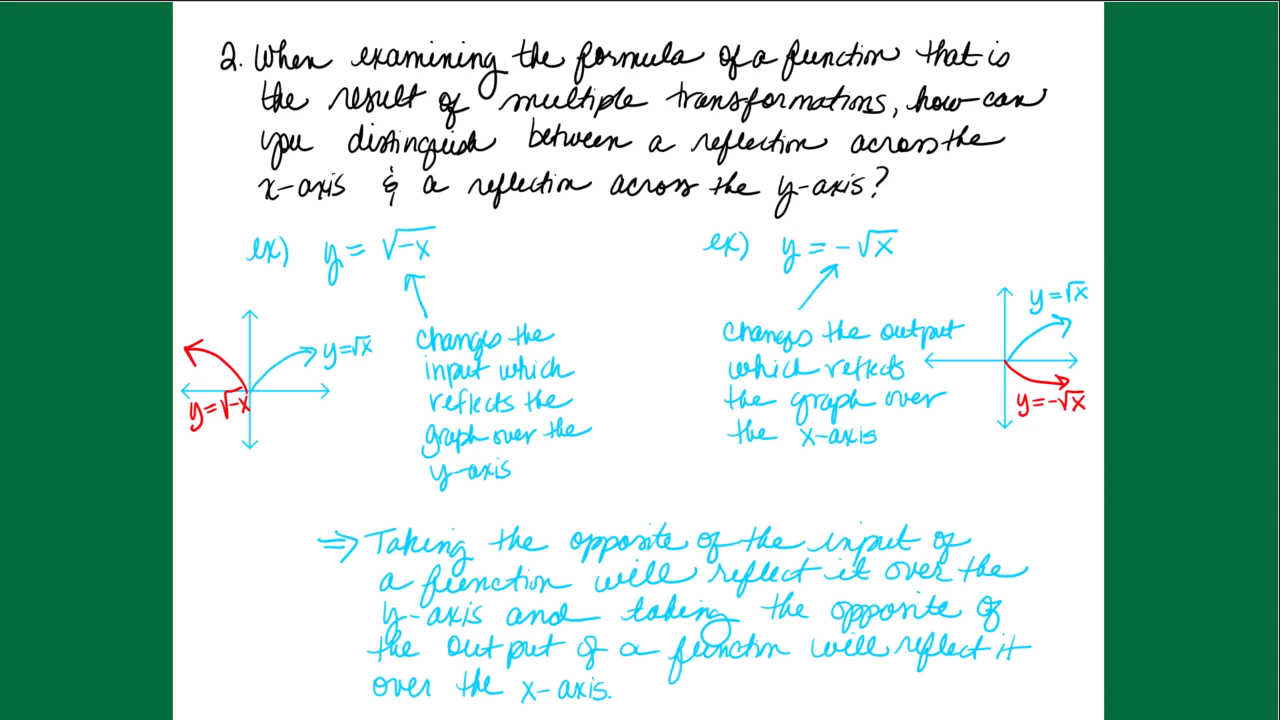 2. When examining the formula of a function that is
the result of multiple transformations, how can
you distinguish between a reflection across the
x-axis & a reflection across the y-axis?
ex) y = √-x
changes the
input which
reflects the
graph over the
y-axis
y=√x
y=√-x
ex) y = -√x
changes the output
which reflects
the graph over
the x-axis
y=√x
y=-√x
⇒ Taking the opposite of the input of
a function will reflect it over the
y-axis and taking the opposite of
the output of a function will reflect it
over the x-axis.